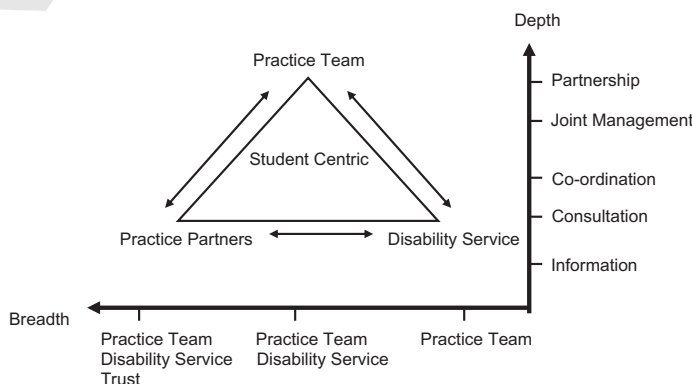 Depth
Practice Team
Partnership
Joint Management
Student Centric
Co-ordination
Consultation
Practice Partners
Disability Service
Information
Breadth
Practice Team
Disability Service
Trust
Practice Team
Disability Service
Practice Team